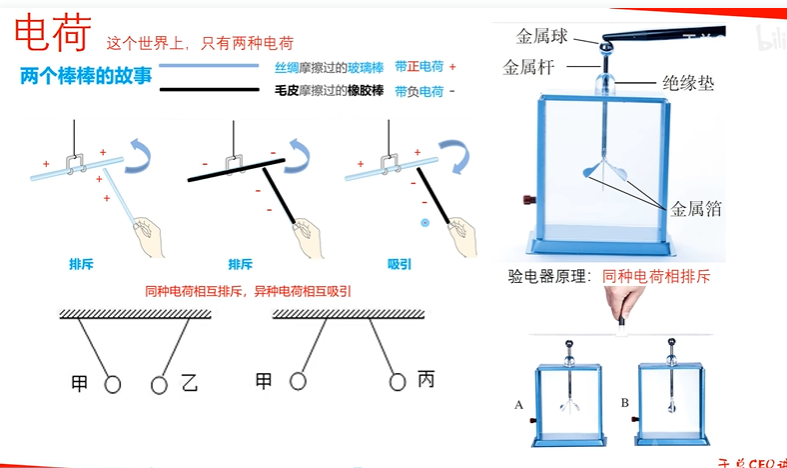 电荷 这个世界上，只有两种电荷
两个棒棒的故事
丝绸摩擦过的玻璃棒 带正电荷 +
毛皮摩擦过的橡胶棒 带负电荷 -
+ +
+
+
- -
-
-
+ +
-
-
排斥 排斥 吸引
同种电荷相互排斥，异种电荷相互吸引
甲 乙 甲 丙
金属球
金属杆
绝缘垫
金属箔
验电器原理：同种电荷相排斥
A B
bili